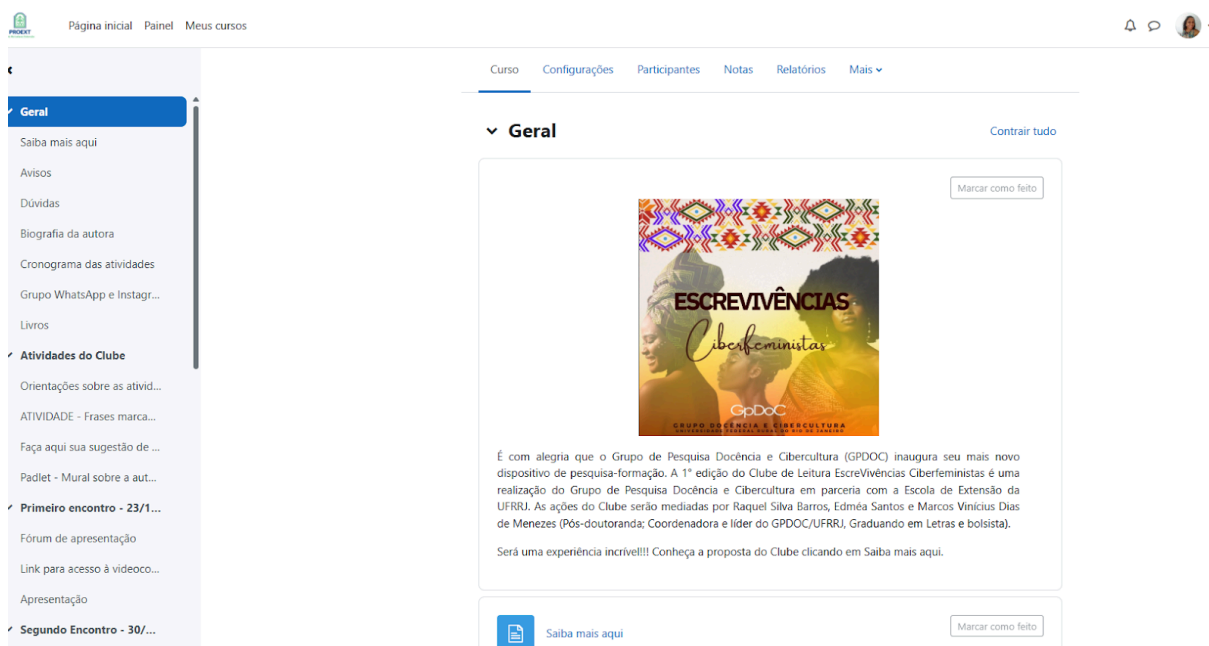 PROEXT
Página inicial Painel Meus cursos
Geral
Saiba mais aqui
Avisos
Dúvidas
Biografia da autora
Cronograma das atividades
Grupo WhatsApp e Instagr...
Livros
Atividades do Clube
Orientações sobre as ativid...
ATIVIDADE - Frases marca...
Faça aqui sua sugestão de ...
Padlet - Mural sobre a aut...
Primeiro encontro - 23/1...
Fórum de apresentação
Link para acesso à videoco...
Apresentação
Segundo Encontro - 30/...
Curso Configurações Participantes Notas Relatórios Mais
Geral
Contrair tudo
Marcar como feito
ESCREVIVÊNCIAS
Ciberfeministas
GpDoC
GRUPO DOCÊNCIA E CIBERCULTURA
UNIVERSIDADE FEDERAL RURAL DO RIO DE JANEIRO
É com alegria que o Grupo de Pesquisa Docência e Cibercultura (GPDOC) inaugura seu mais novo
dispositivo de pesquisa-formação. A 1° edição do Clube de Leitura EscreVivências Ciberfeministas é uma
realização do Grupo de Pesquisa Docência e Cibercultura em parceria com a Escola de Extensão da
UFRRJ. As ações do Clube serão mediadas por Raquel Silva Barros, Edméa Santos e Marcos Vinícius Dias
de Menezes (Pós-doutoranda; Coordenadora e líder do GPDOC/UFRRJ, Graduando em Letras e bolsista).
Será uma experiência incrível!!! Conheça a proposta do Clube clicando em Saiba mais aqui.
Saiba mais aqui
Marcar como feito